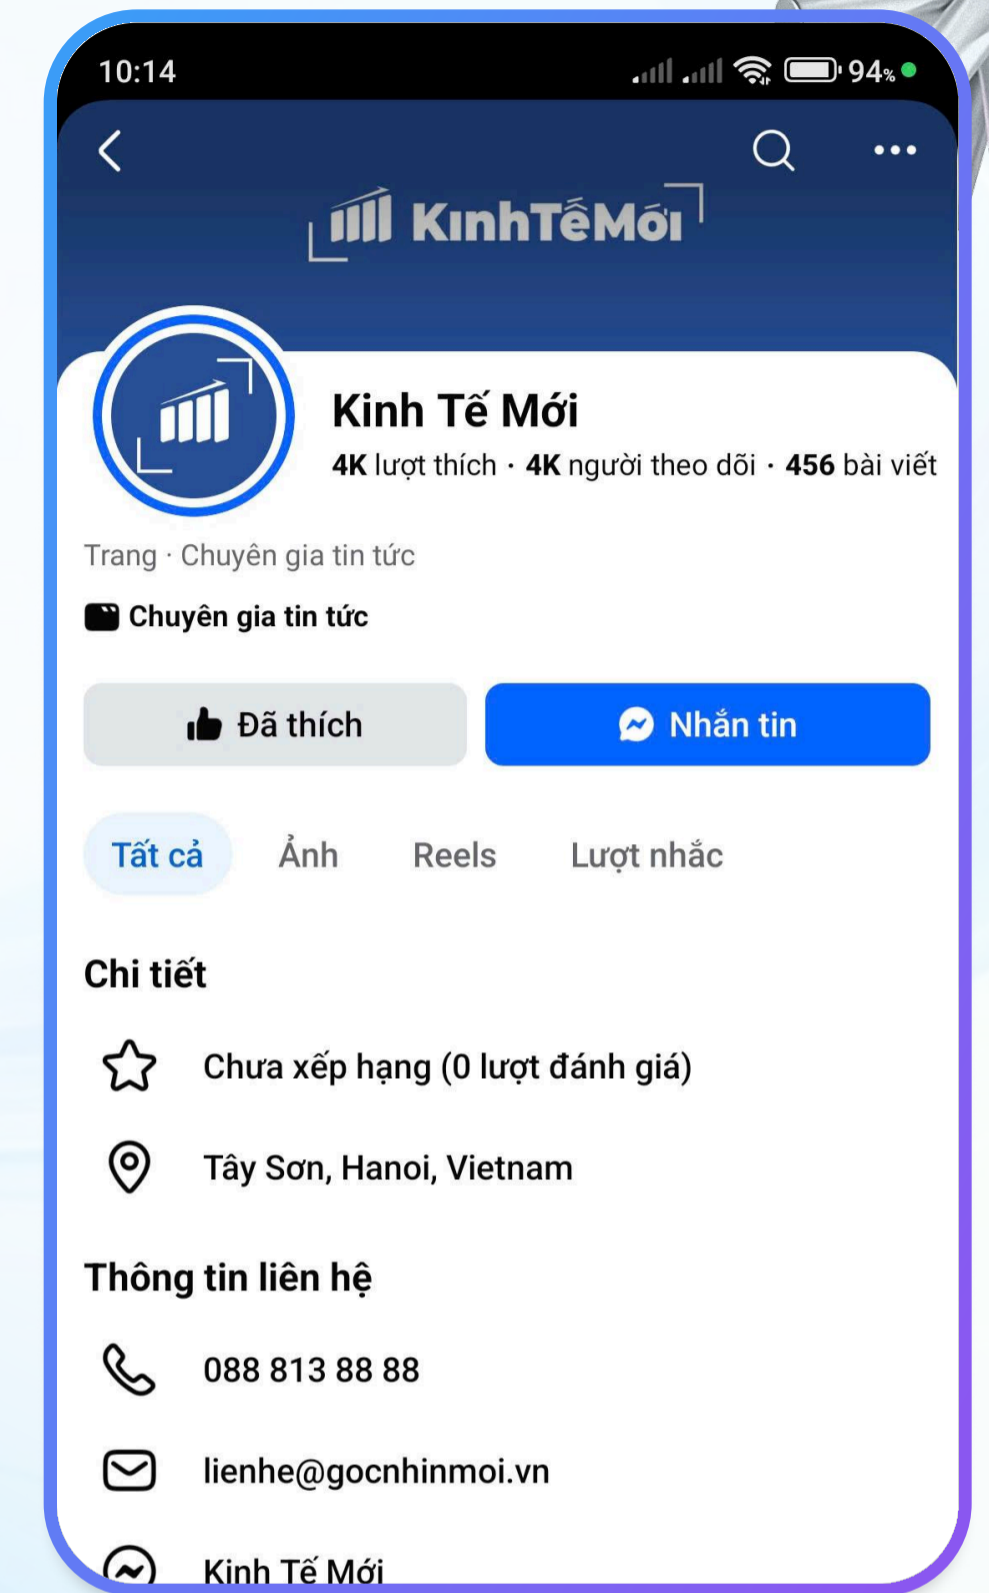 10:14
94%
KinhTếMới
Kinh Tế Mới
4K lượt thích · 4K người theo dõi · 456 bài viết
Trang · Chuyên gia tin tức
Chuyên gia tin tức
Đã thích
Nhắn tin
Tất cả
Ảnh
Reels
Lượt nhắc
Chi tiết
Chưa xếp hạng (0 lượt đánh giá)
Tây Sơn, Hanoi, Vietnam
Thông tin liên hệ
088 813 88 88
lienhe@gocnhinmoi.vn
Kinh Tế Mới